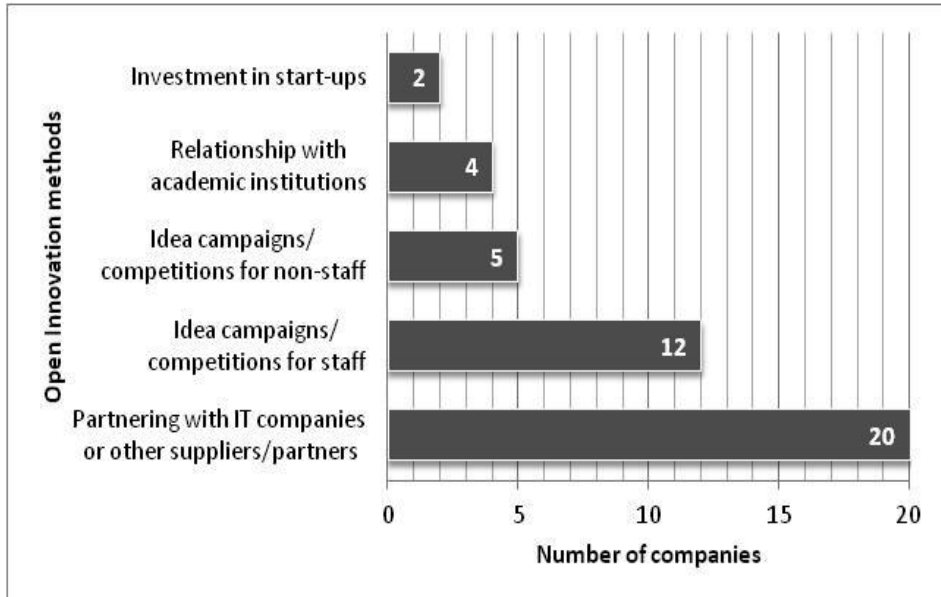 Open Innovation methods
Investment in start-ups
2
Relationship with
academic institutions
4
Idea campaigns/
competitions for non-staff
5
Idea campaigns/
competitions for staff
12
Partnering with IT companies
or other suppliers/partners
20
0 5 10 15 20
Number of companies